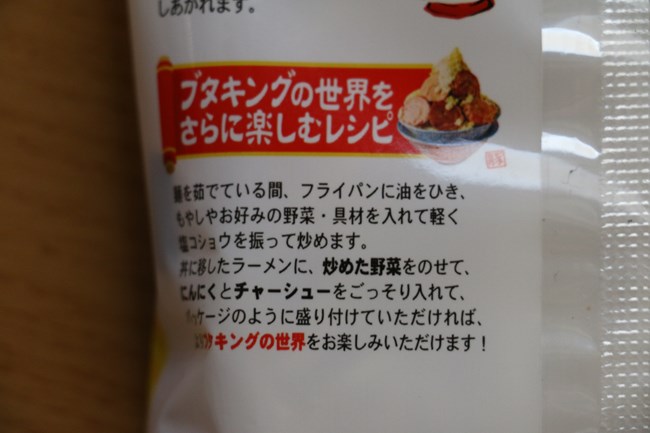 しあがれます。
ブタキングの世界を
さらに楽しむレシピ
麺を茹でている間、フライパンに油をひき、
もやしやお好みの野菜・具材を入れて軽く
塩コショウを振って炒めます。
丼に移したラーメンに、炒めた野菜をのせて、
にんにくとチャーシューをごっそり入れて、
パッケージのように盛り付けていただければ、
ブタキングの世界をお楽しみいただけます！